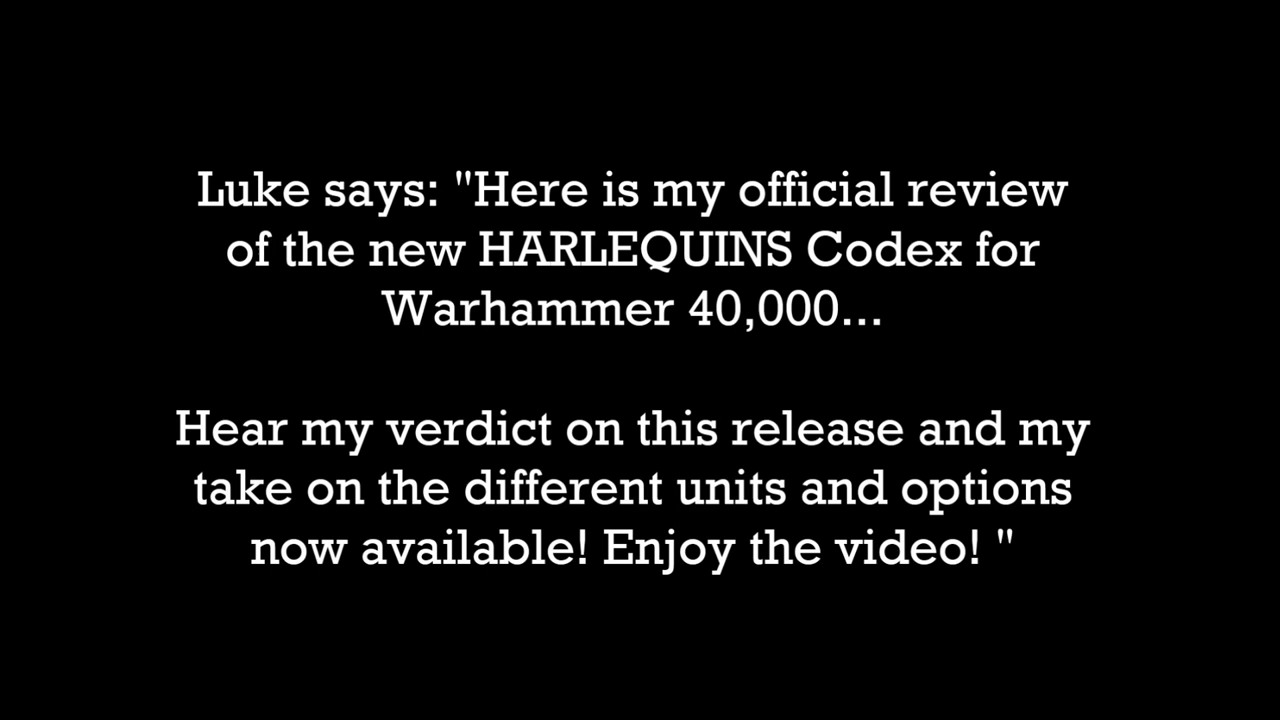 Luke says: "Here is my official review
of the new HARLEQUINS Codex for
Warhammer 40,000...
Hear my verdict on this release and my
take on the different units and options
now available! Enjoy the video! "